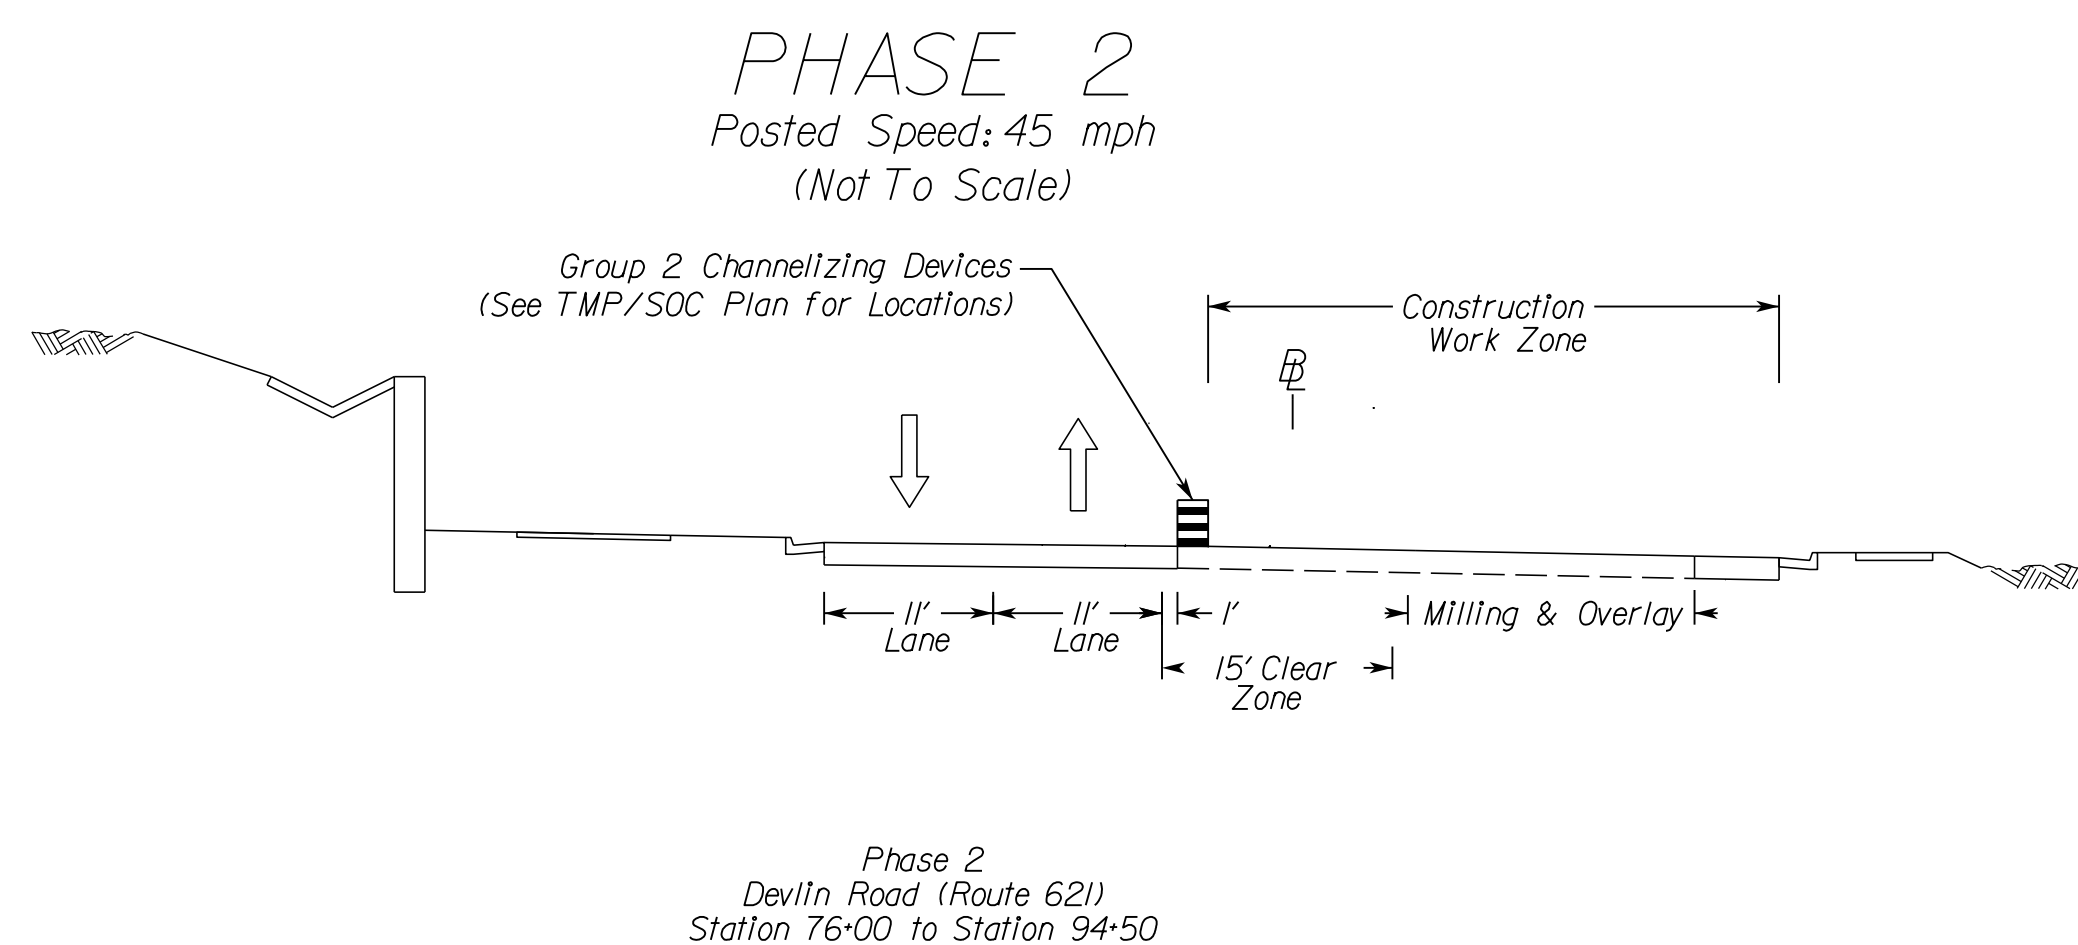 PHASE 2
Posted Speed: 45 mph
(Not To Scale)
Group 2 Channelizing Devices
(See TMP/SOC Plan for Locations)
Construction
Work Zone
BL
11'
Lane
11'
Lane
1'
Milling & Overlay
15' Clear
Zone
Phase 2
Devlin Road (Route 621)
Station 76+00 to Station 94+50